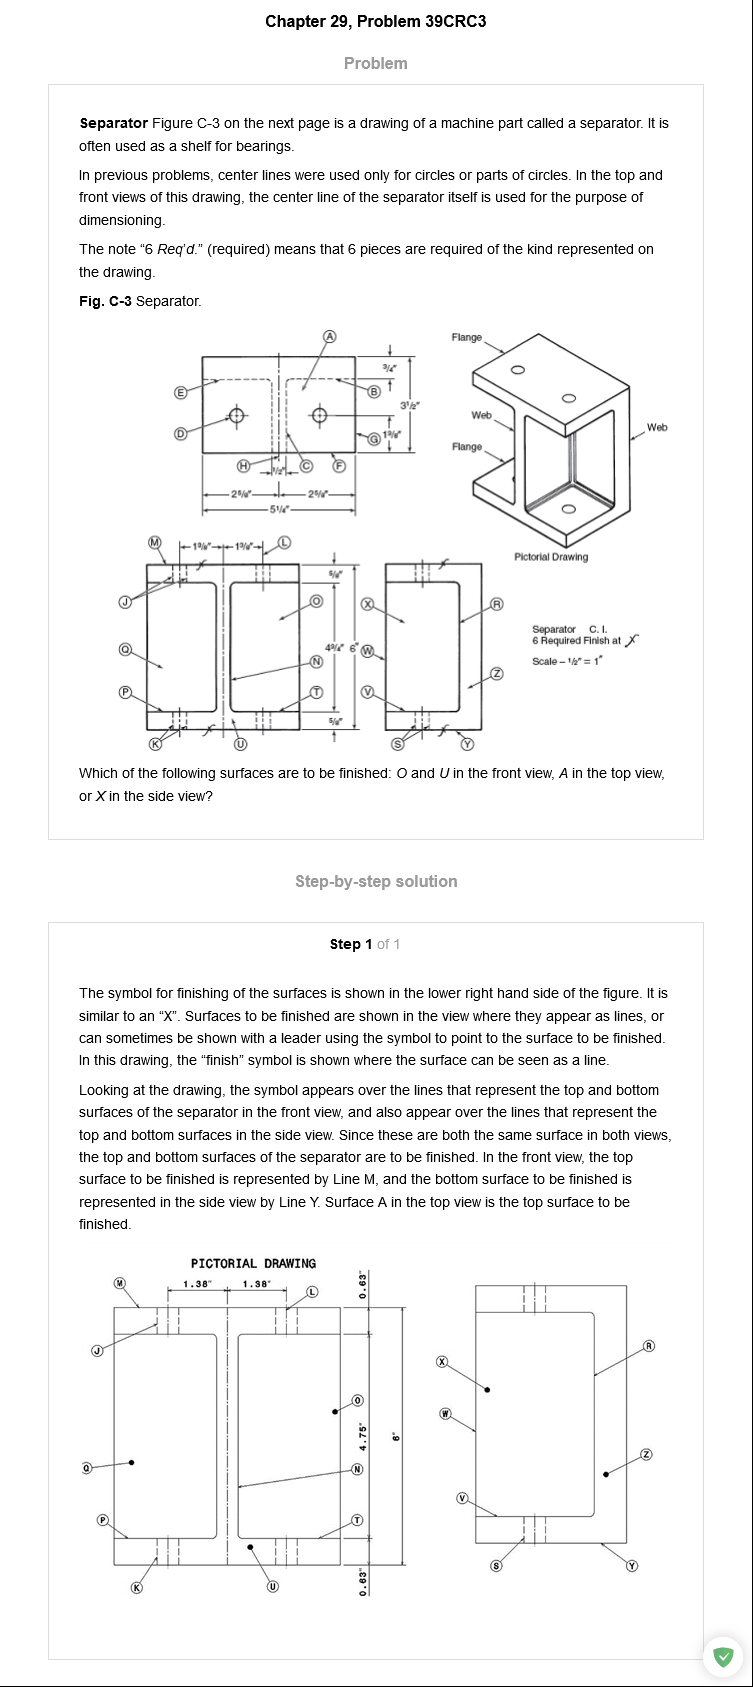 Chapter 29, Problem 39CRC3
Problem
Separator Figure C-3 on the next page is a drawing of a machine part called a separator. It is
often used as a shelf for bearings.
In previous problems, center lines were used only for circles or parts of circles. In the top and
front views of this drawing, the center line of the separator itself is used for the purpose of
dimensioning.
The note “6 Req’d.” (required) means that 6 pieces are required of the kind represented on
the drawing.
Fig. C-3 Separator.
A
Flange
3/4"
E
B
3 1/2"
Web
Web
D
G
1 3/8"
Flange
H
1/2"
C
F
2 5/8"
2 5/8"
5 1/4"
M
1 3/8"
1 3/8"
L
Pictorial Drawing
5/8"
J
O
X
R
Separator C. I.
6 Required Finish at
Scale – 1/2" = 1"
Q
4 3/4"
6"
W
N
Z
P
T
V
5/8"
K
U
S
Y
Which of the following surfaces are to be finished: O and U in the front view, A in the top view,
or X in the side view?
Step-by-step solution
Step 1 of 1
The symbol for finishing of the surfaces is shown in the lower right hand side of the figure. It is
similar to an “X”. Surfaces to be finished are shown in the view where they appear as lines, or
can sometimes be shown with a leader using the symbol to point to the surface to be finished.
In this drawing, the “finish” symbol is shown where the surface can be seen as a line.
Looking at the drawing, the symbol appears over the lines that represent the top and bottom
surfaces of the separator in the front view, and also appear over the lines that represent the
top and bottom surfaces in the side view. Since these are both the same surface in both views,
the top and bottom surfaces of the separator are to be finished. In the front view, the top
surface to be finished is represented by Line M, and the bottom surface to be finished is
represented in the side view by Line Y. Surface A in the top view is the top surface to be
finished.
PICTORIAL DRAWING
M
1.38"
1.38"
L
0.63"
J
X
R
O
W
4.75"
6"
Q
N
Z
P
T
V
K
U
0.63"
S
Y